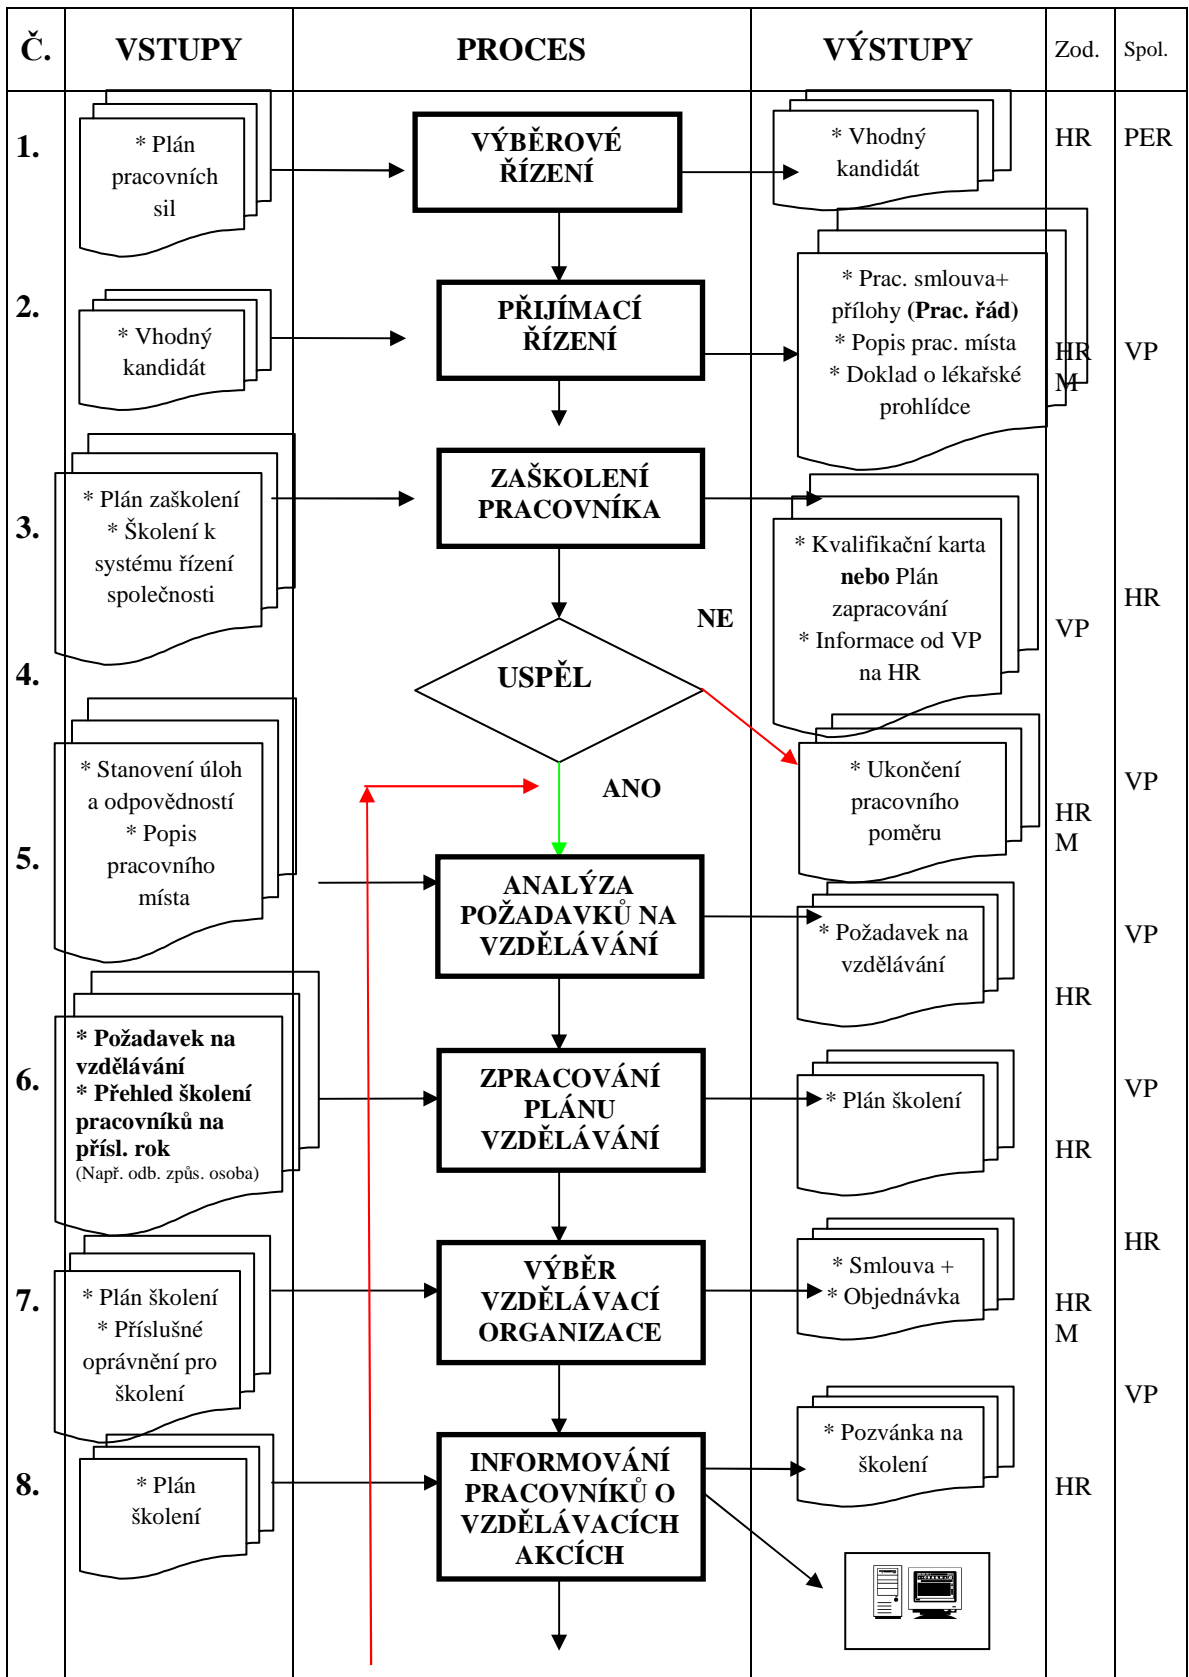 Č. VSTUPY PROCES VÝSTUPY Zod. Spol.
1.
* Plán
pracovních
sil
VÝBĚROVÉ
ŘÍZENÍ
* Vhodný
kandidát
HR PER
2.
* Vhodný
kandidát
PŘIJÍMACÍ
ŘÍZENÍ
* Prac. smlouva+
přílohy (Prac. řád)
* Popis prac. místa
* Doklad o lékařské
prohlídce
HR
M
VP
3.
* Plán zaškolení
* Školení k
systému řízení
společnosti
ZAŠKOLENÍ
PRACOVNÍKA
* Kvalifikační karta
nebo Plán
zapracování
* Informace od VP
na HR
VP
HR
4.
USPĚL
NE
ANO
* Ukončení
pracovního
poměru
HR
M
VP
5.
* Stanovení úloh
a odpovědností
* Popis
pracovního
místa
ANALÝZA
POŽADAVKŮ NA
VZDĚLÁVÁNÍ
* Požadavek na
vzdělávání
HR
VP
6.
* Požadavek na
vzdělávání
* Přehled školení
pracovníků na
přísl. rok
(Např. odb. způs. osoba)
ZPRACOVÁNÍ
PLÁNU
VZDĚLÁVÁNÍ
* Plán školení
HR
VP
7.
* Plán školení
* Příslušné
oprávnění pro
školení
VÝBĚR
VZDĚLÁVACÍ
ORGANIZACE
* Smlouva +
* Objednávka
HR
M
HR
8.
* Plán
školení
INFORMOVÁNÍ
PRACOVNÍKŮ O
VZDĚLÁVACÍCH
AKCÍCH
* Pozvánka na
školení
HR
VP